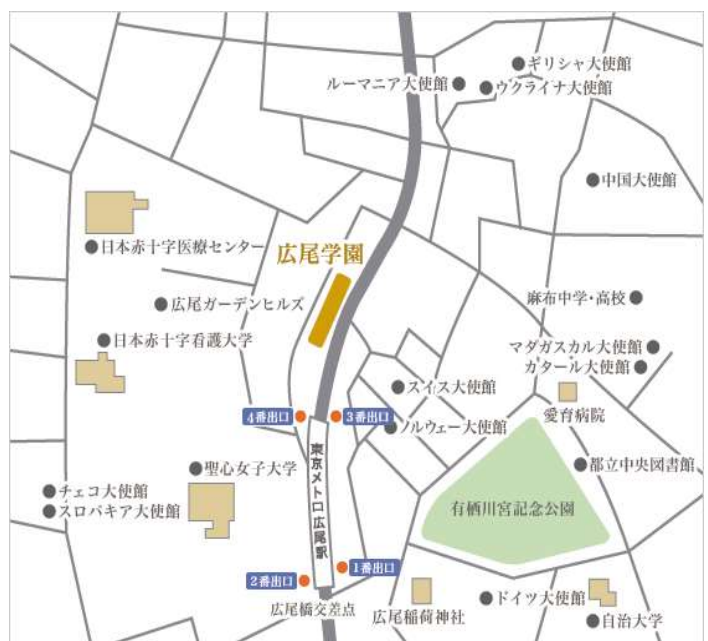 ギリシャ大使館
ルーマニア大使館
ウクライナ大使館
中国大使館
日本赤十字医療センター
広尾学園
広尾ガーデンヒルズ
麻布中学・高校
日本赤十字看護大学
マダガスカル大使館
カタール大使館
スイス大使館
愛育病院
4番出口
3番出口
ノルウェー大使館
東京メトロ広尾駅
聖心女子大学
都立中央図書館
チェコ大使館
スロバキア大使館
有栖川宮記念公園
1番出口
2番出口
広尾橋交差点
広尾稲荷神社
ドイツ大使館
自治大学